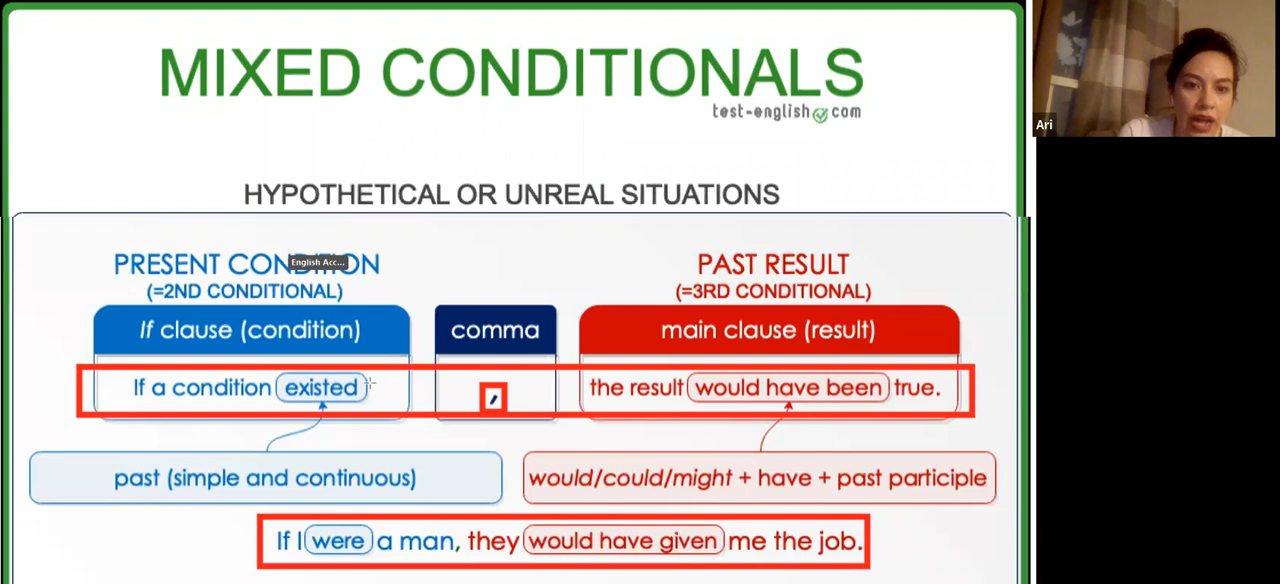 MIXED CONDITIONALS
test-english com
Ari
HYPOTHETICAL OR UNREAL SITUATIONS
PRESENT CONDITION
English Acc...
PAST RESULT
(=2ND CONDITIONAL)
(=3RD CONDITIONAL)
If clause (condition)
comma
main clause (result)
If a condition existed
,
the result would have been true.
past (simple and continuous)
would/could/might + have + past participle
If I were a man, they would have given me the job.